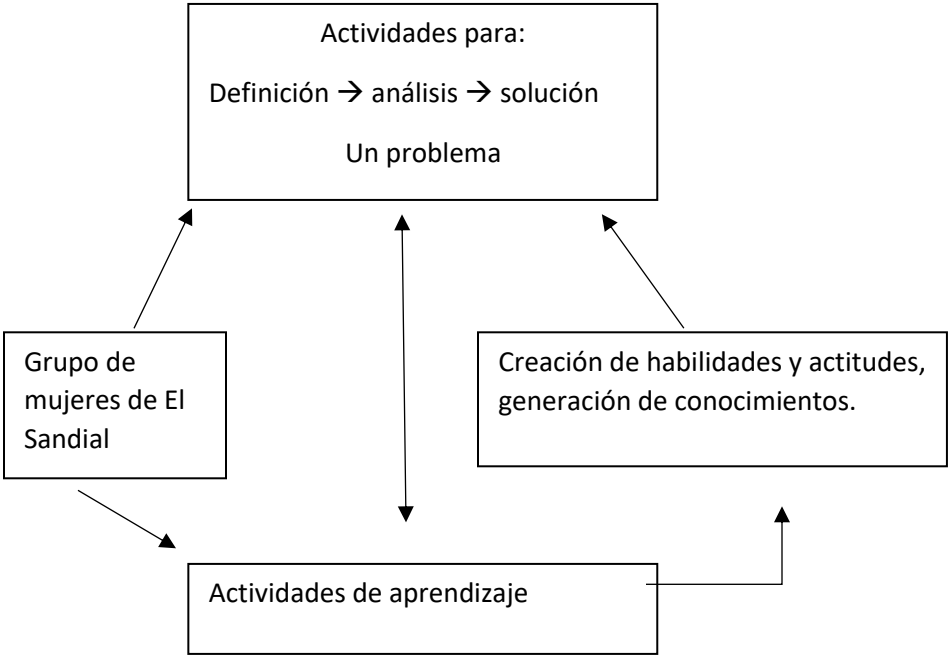 Actividades para:
Definición → análisis → solución
Un problema
Grupo de
mujeres de El
Sandial
Creación de habilidades y actitudes,
generación de conocimientos.
Actividades de aprendizaje